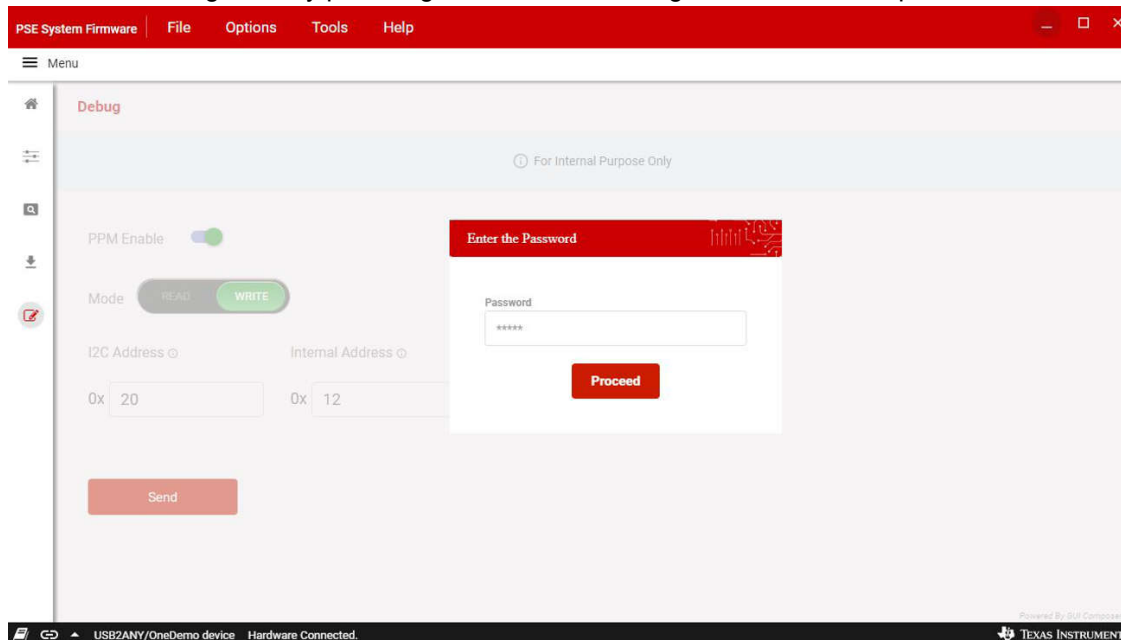 PSE System Firmware File Options Tools Help
Menu
Debug
For Internal Purpose Only
PPM Enable
Enter the Password
Mode READ WRITE
Password
*****
I2C Address
Internal Address
Proceed
0x 20
0x 12
Send
Powered By GUI Composer
USB2ANY/OneDemo device Hardware Connected.
TEXAS INSTRUMENT